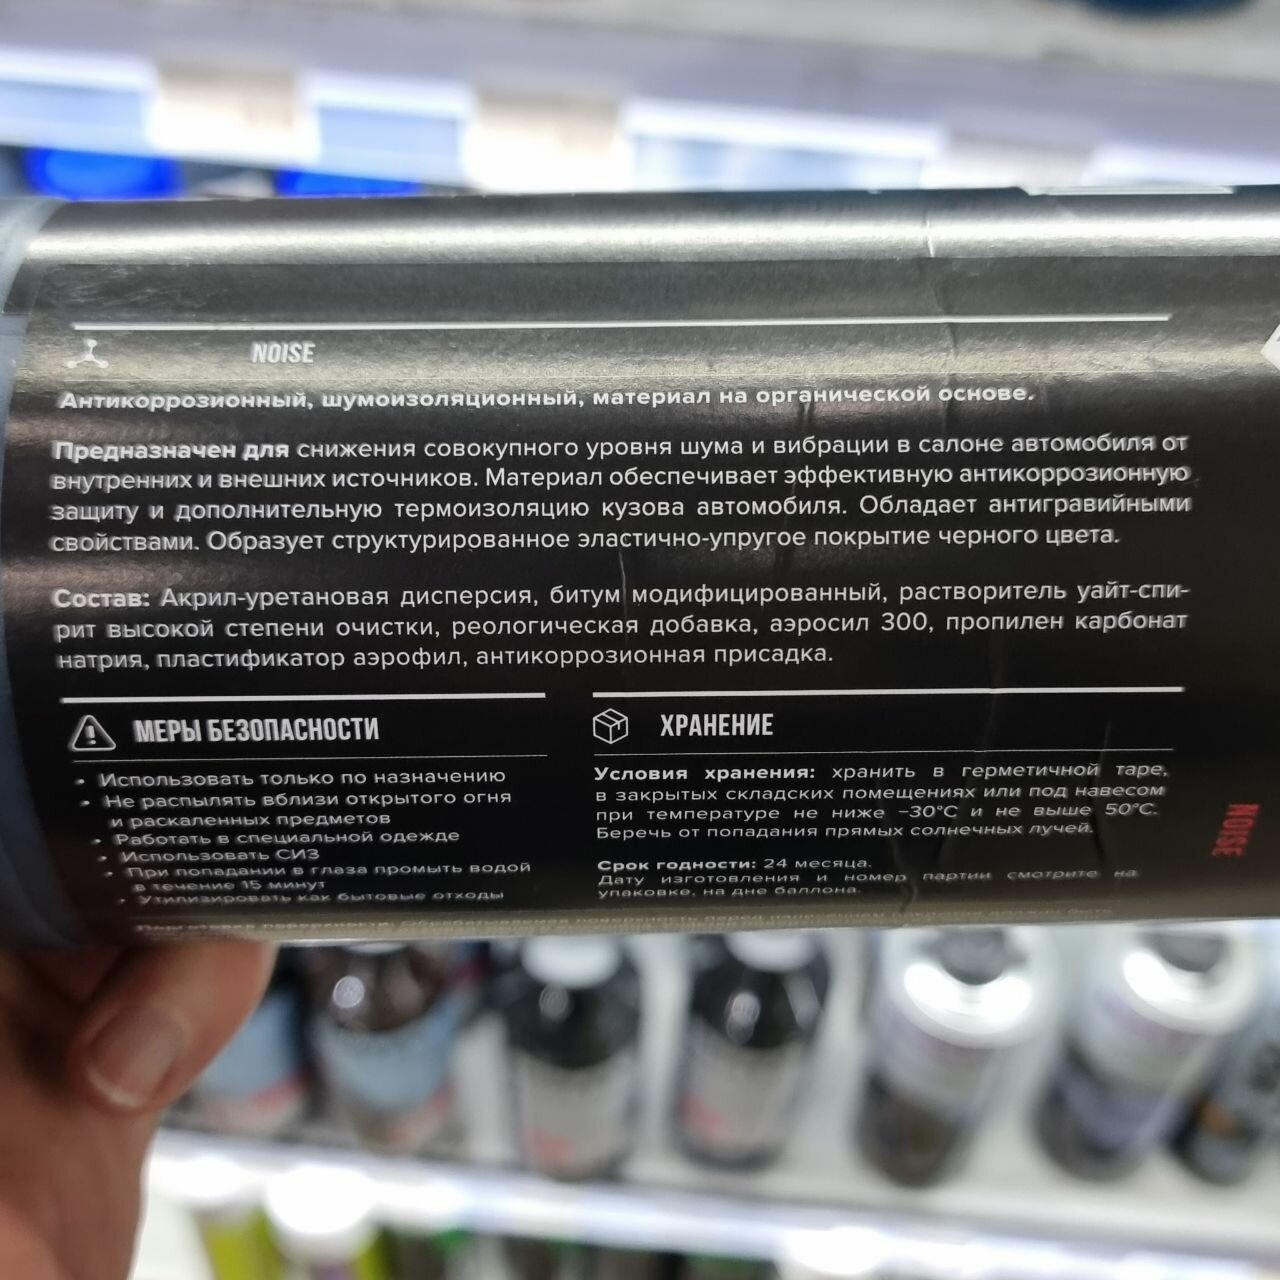 NOISE
Антикоррозионный, шумоизоляционный, материал на органической основе.
Предназначен для снижения совокупного уровня шума и вибрации в салоне автомобиля от
внутренних и внешних источников. Материал обеспечивает эффективную антикоррозионную
защиту и дополнительную термоизоляцию кузова автомобиля. Обладает антигравийными
свойствами. Образует структурированное эластично-упругое покрытие черного цвета.
Состав: Акрил-уретановая дисперсия, битум модифицированный, растворитель уайт-спи-
рит высокой степени очистки, реологическая добавка, аэросил 300, пропилен карбонат
натрия, пластификатор аэрофил, антикоррозионная присадка.
МЕРЫ БЕЗОПАСНОСТИ
• Использовать только по назначению
• Не распылять вблизи открытого огня
и раскаленных предметов
• Работать в специальной одежде
• Использовать СИЗ
• При попадании в глаза промыть водой
в течение 15 минут
• Утилизировать как бытовые отходы
ХРАНЕНИЕ
Условия хранения: хранить в герметичной таре,
в закрытых складских помещениях или под навесом
при температуре не ниже −30°C и не выше 50°C.
Беречь от попадания прямых солнечных лучей.
Срок годности: 24 месяца.
Дату изготовления и номер партии смотрите на
упаковке, на дне баллона.
NOISE